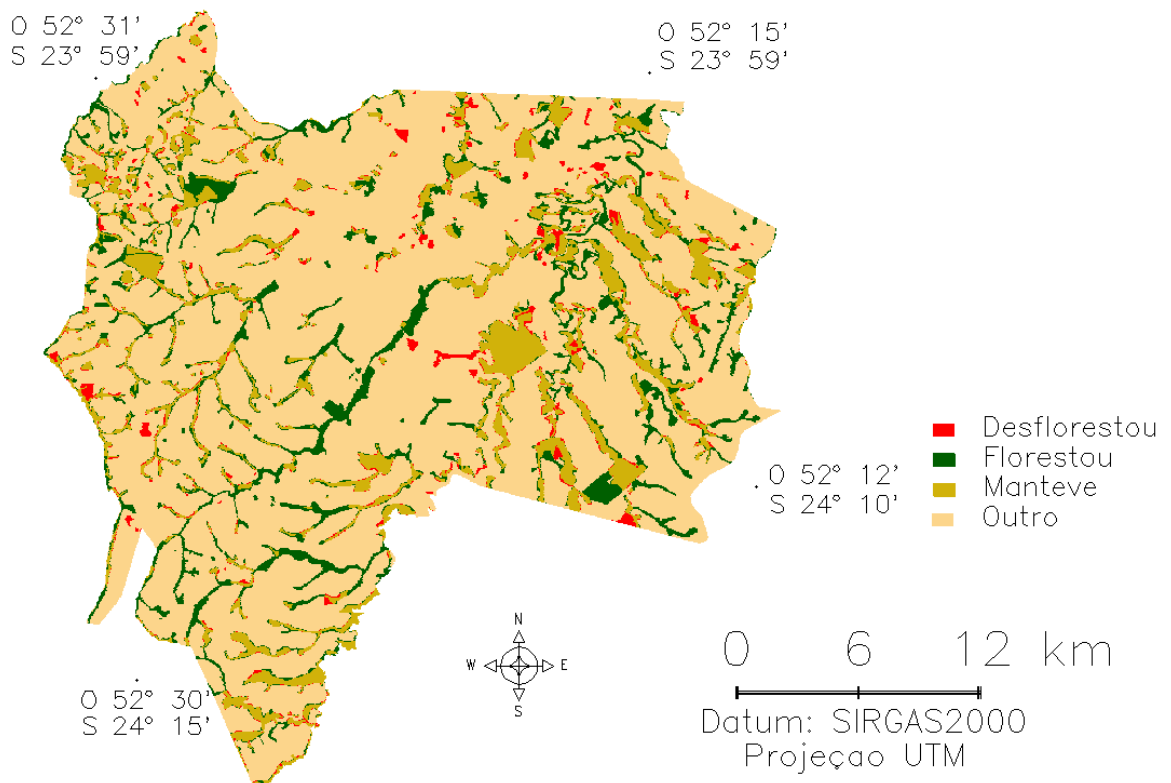 O 52° 31'
S 23° 59'
O 52° 15'
S 23° 59'
Desflorestou
Florestou
Manteve
Outro
O 52° 12'
S 24° 10'
N
W E
S
0 6 12 km
O 52° 30'
S 24° 15'
Datum: SIRGAS2000
Projeçao UTM